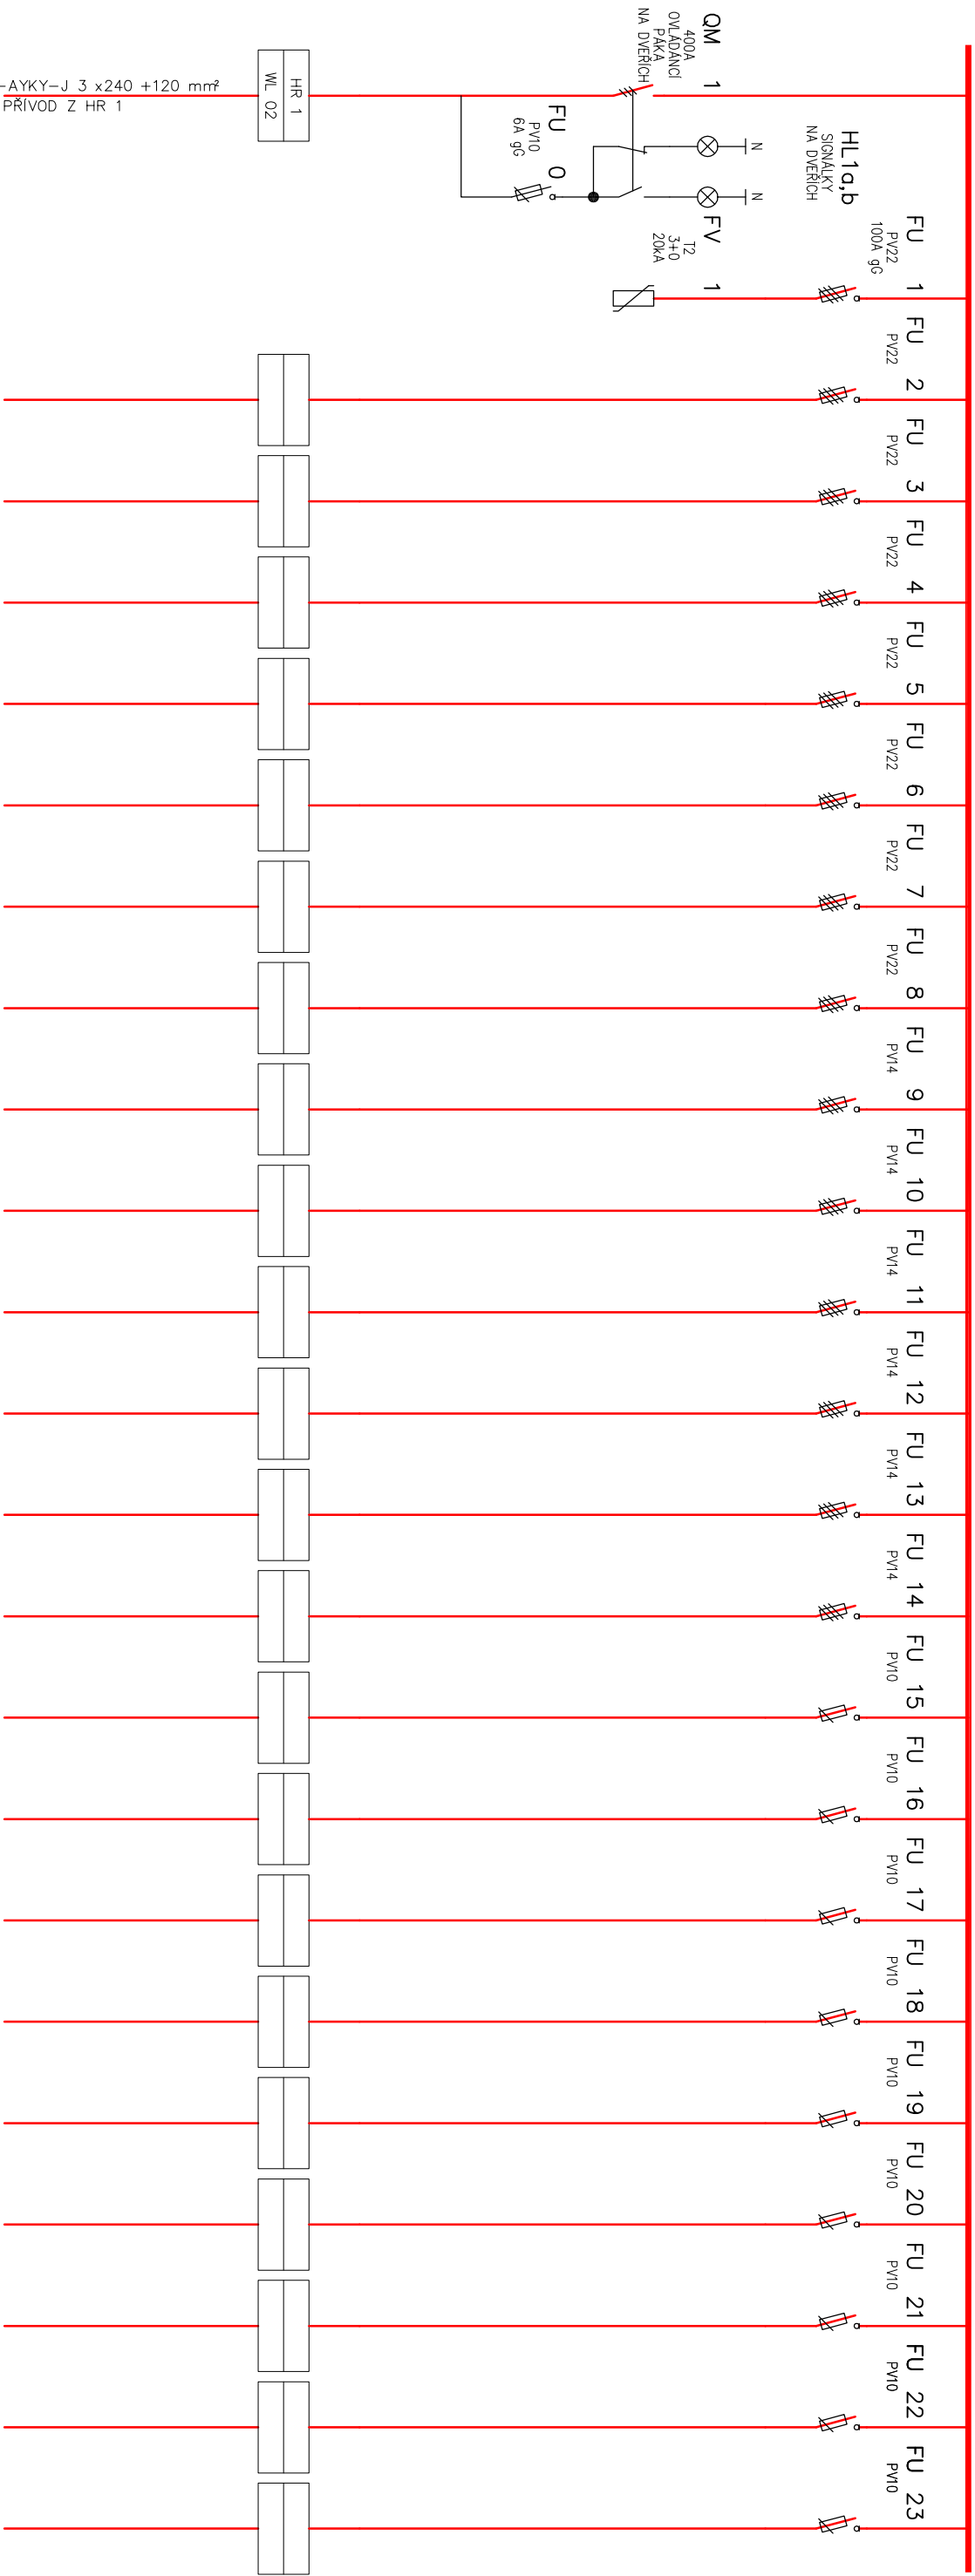 QM 1
400A
OVLÁDÁNCÍ
PÁKA
NA DVEŘÍCH
HL1a,b
SIGNÁLKY
NA DVEŘÍCH
N
N
FU 0
PV10
6A gG
FV 1
T2
3+0
20kA
HR 1
WL 02
-AYKY-J 3 x240 +120 mm²
PŘÍVOD Z HR 1
FU 1
PV22
100A gG
FU 2
PV22
FU 3
PV22
FU 4
PV22
FU 5
PV22
FU 6
PV22
FU 7
PV22
FU 8
PV22
FU 9
PV14
FU 10
PV14
FU 11
PV14
FU 12
PV14
FU 13
PV14
FU 14
PV14
FU 15
PV10
FU 16
PV10
FU 17
PV10
FU 18
PV10
FU 19
PV10
FU 20
PV10
FU 21
PV10
FU 22
PV10
FU 23
PV10